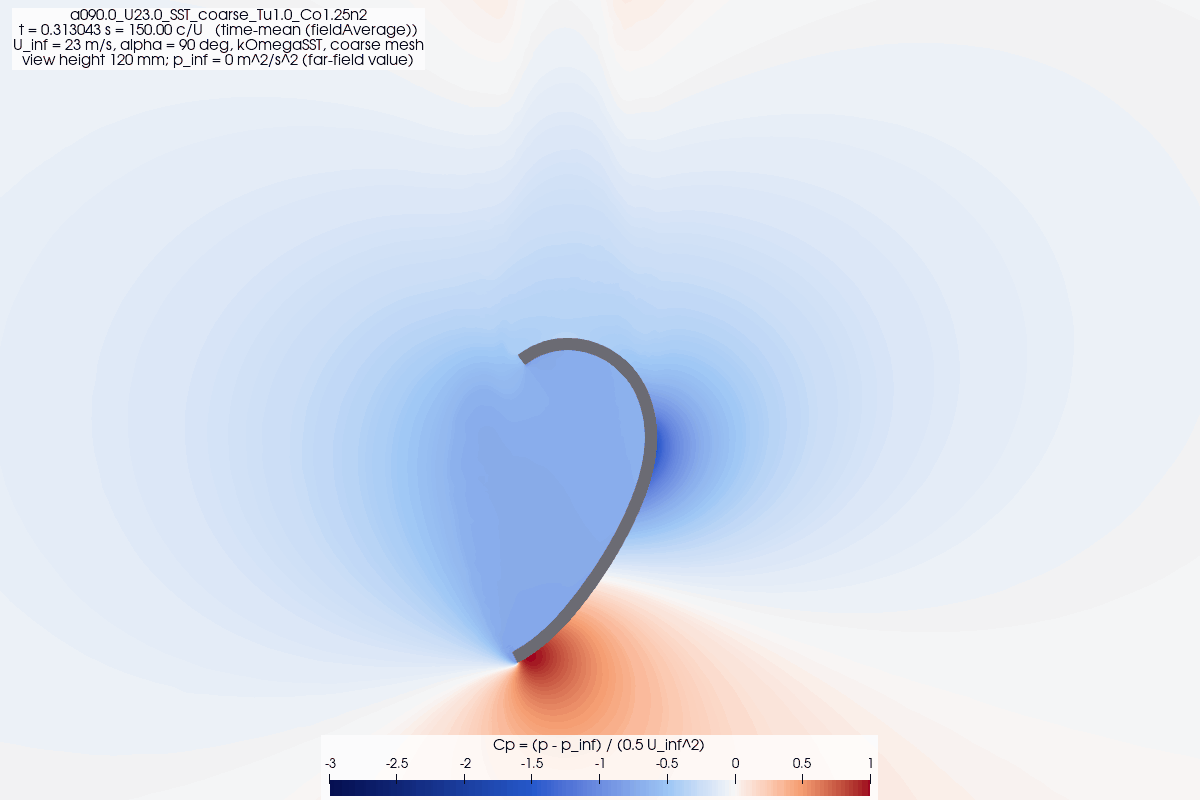 a090.0_U23.0_SST_coarse_Tu1.0_Co1.25n2
t = 0.313043 s = 150.00 c/U (time-mean (fieldAverage))
U_inf = 23 m/s, alpha = 90 deg, kOmegaSST, coarse mesh
view height 120 mm; p_inf = 0 m^2/s^2 (far-field value)
Cp = (p - p_inf) / (0.5 U_inf^2)
-3 -2.5 -2 -1.5 -1 -0.5 0 0.5 1